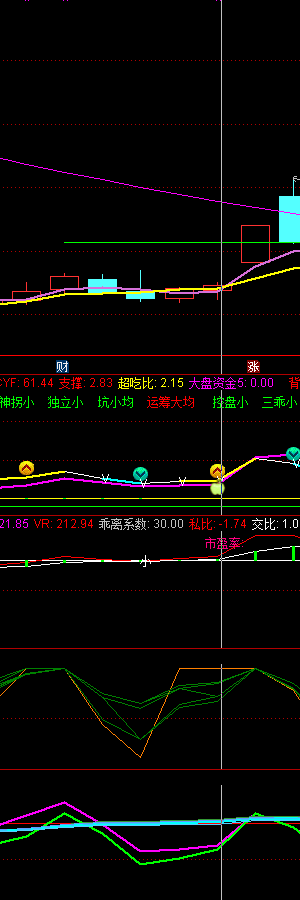 财 涨
CYF: 61.44 支撑: 2.83 超吃比: 2.15 大盘资金5: 0.00 背
神拐小 独立小 坑小均 运筹大均 控盘小 三乖小
21.85 VR: 212.94 乖离系数: 30.00 私比: -1.74 交比: 1.0
市盈率: